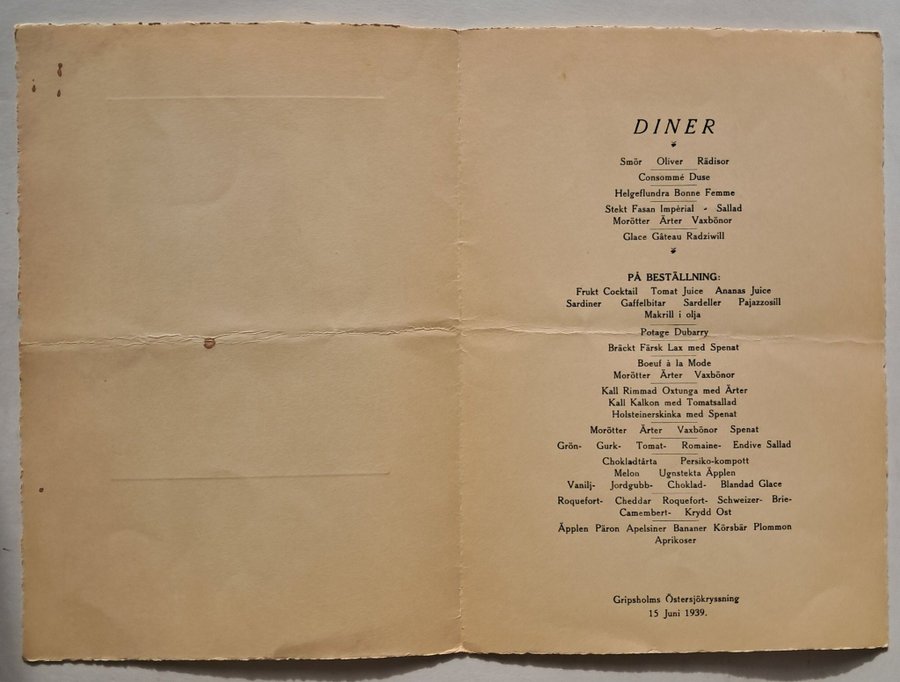 DINER
Smör Oliver Rädisor
Consommé Duse
Helgeflundra Bonne Femme
Stekt Fasan Impérial - Sallad
Morötter Ärter Vaxbönor
Glace Gâteau Radziwill
PÅ BESTÄLLNING:
Frukt Cocktail Tomat Juice Ananas Juice
Sardiner Gaffelbitar Sardeller Pajazzosill
Makrill i olja
Potage Dubarry
Bräckt Färsk Lax med Spenat
Boeuf à la Mode
Morötter Ärter Vaxbönor
Kall Rimmad Oxtunga med Ärter
Kall Kalkon med Tomatsallad
Holsteinerskinka med Spenat
Morötter Ärter Vaxbönor Spenat
Grön- Gurk- Tomat- Romaine- Endive Sallad
Chokladtårta Persiko-kompott
Melon Ugnstekta Äpplen
Vanilj- Jordgubb- Choklad- Blandad Glace
Roquefort- Cheddar Roquefort- Schweizer- Brie-
Camembert- Krydd Ost
Äpplen Päron Apelsiner Bananer Körsbär Plommon
Aprikoser
Gripsholms Östersjökryssning
15 Juni 1939.